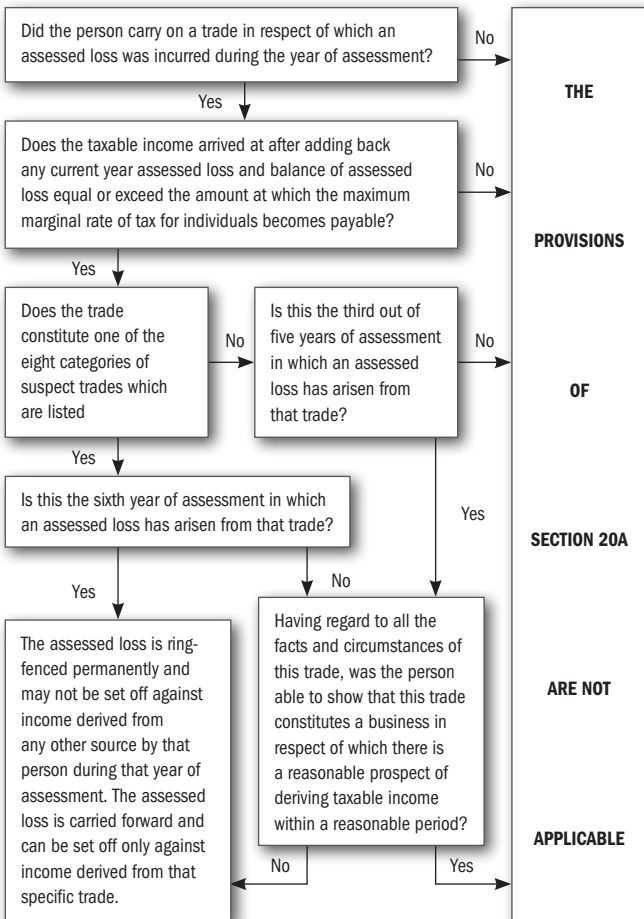 Did the person carry on a trade in respect of which an
assessed loss was incurred during the year of assessment?
No
Yes
Does the taxable income arrived at after adding back
any current year assessed loss and balance of assessed
loss equal or exceed the amount at which the maximum
marginal rate of tax for individuals becomes payable?
No
Yes
Does the trade
constitute one of the
eight categories of
suspect trades which
are listed
No
Is this the third out of
five years of assessment
in which an assessed
loss has arisen from
that trade?
No
Yes
Yes
Is this the sixth year of assessment in which
an assessed loss has arisen from that trade?
Yes
No
The assessed loss is ring-
fenced permanently and
may not be set off against
income derived from
any other source by that
person during that year of
assessment. The assessed
loss is carried forward and
can be set off only against
income derived from that
specific trade.
Having regard to all the
facts and circumstances of
this trade, was the person
able to show that this trade
constitutes a business in
respect of which there is
a reasonable prospect of
deriving taxable income
within a reasonable period?
No
Yes
THE
PROVISIONS
OF
SECTION 20A
ARE NOT
APPLICABLE